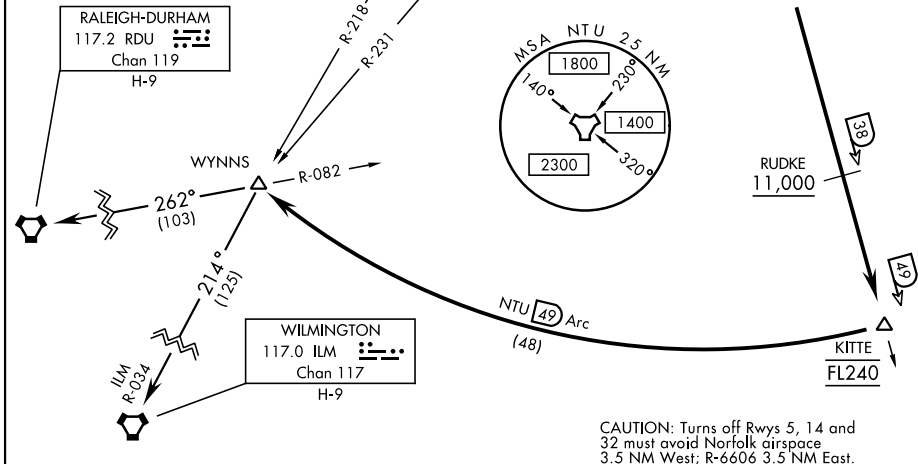 RALEIGH-DURHAM
117.2 RDU
Chan 119
H-9
R-218
R-231
MSA NTU 25 NM
1800
140°
230°
1400
2300
320°
38
RUDKE
11,000
WYNNS
R-082
262°
(103)
214°
(125)
49
NTU 49 Arc
(48)
KITTE
FL240
WILMINGTON
117.0 ILM
Chan 117
H-9
ILM
R-034
CAUTION: Turns off Rwys 5, 14 and
32 must avoid Norfolk airspace
3.5 NM West; R-6606 3.5 NM East.